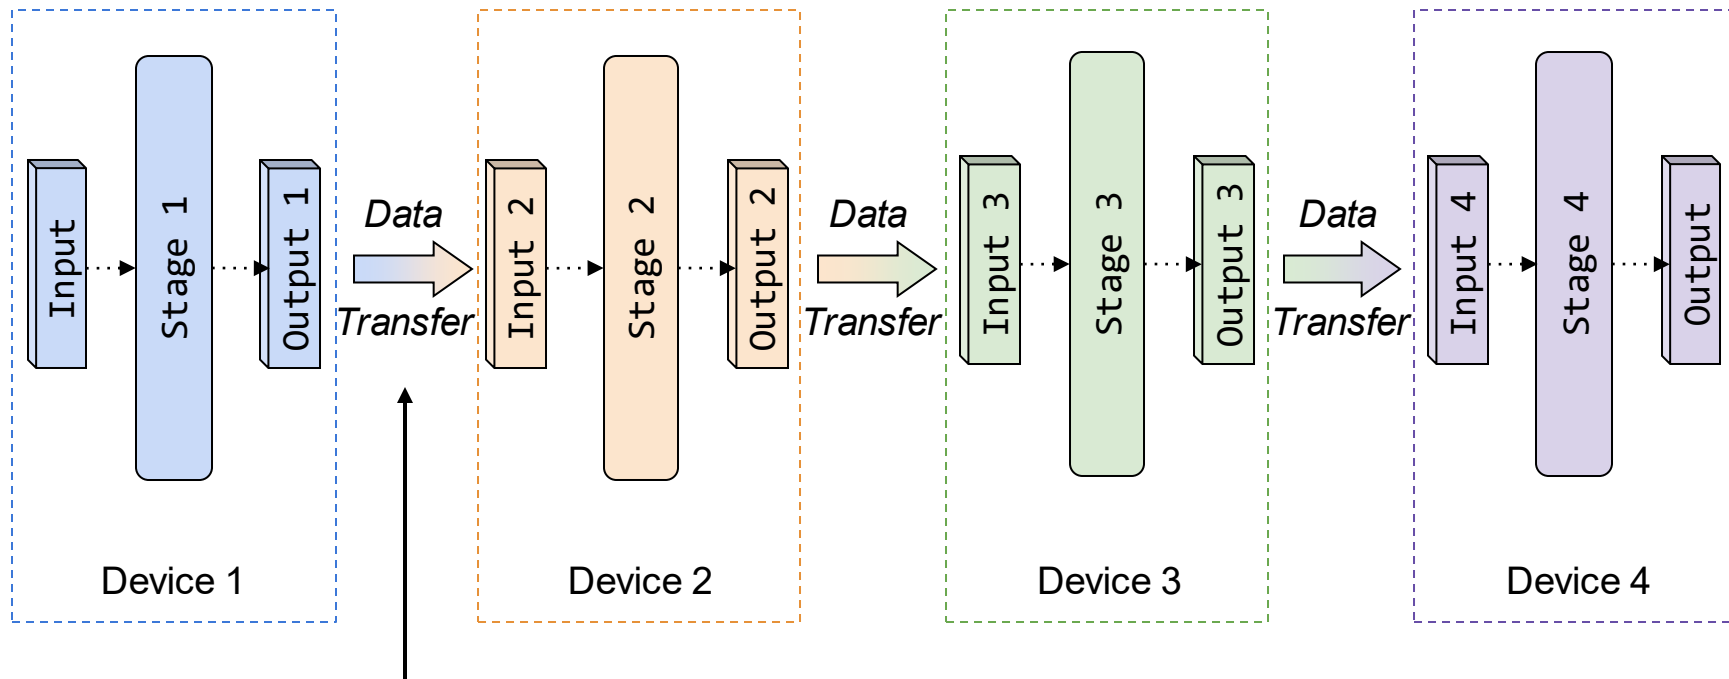 Input
Stage 1
Output 1
Device 1
Data
Transfer
Input 2
Stage 2
Output 2
Device 2
Data
Transfer
Input 3
Stage 3
Output 3
Device 3
Data
Transfer
Input 4
Stage 4
Output
Device 4